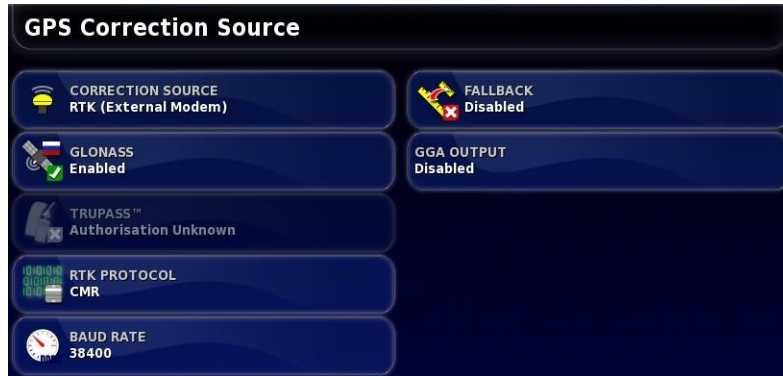 GPS Correction Source
CORRECTION SOURCE
RTK (External Modem)
GLONASS
Enabled
TRUPASS™
Authorisation Unknown
RTK PROTOCOL
CMR
BAUD RATE
38400
FALLBACK
Disabled
GGA OUTPUT
Disabled